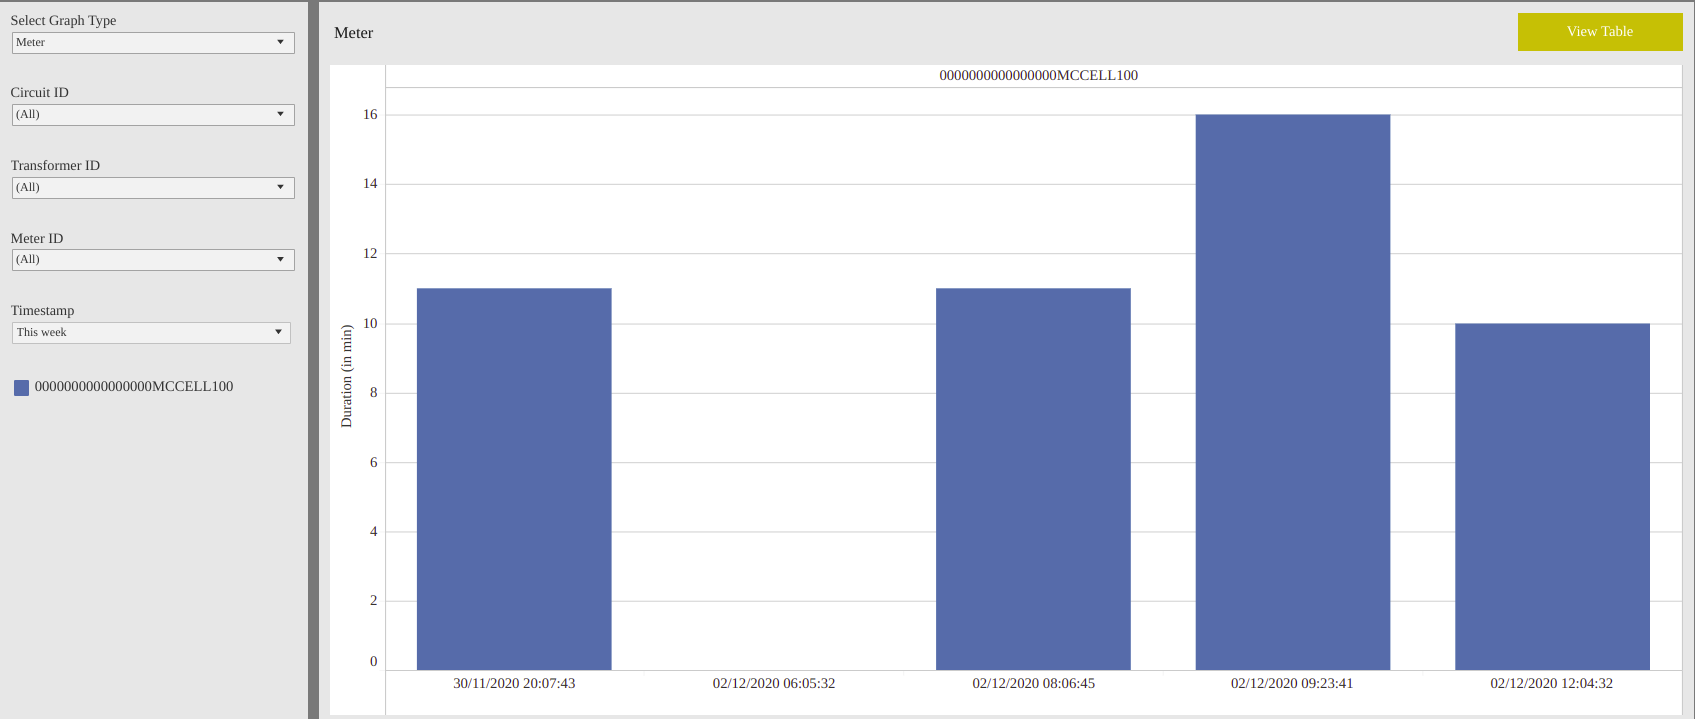 Select Graph Type
Meter
Circuit ID
(All)
Transformer ID
(All)
Meter ID
(All)
Timestamp
This week
0000000000000000MCCELL100
Meter
View Table
0000000000000000MCCELL100
Duration (in min)
16
14
12
10
8
6
4
2
0
30/11/2020 20:07:43
02/12/2020 06:05:32
02/12/2020 08:06:45
02/12/2020 09:23:41
02/12/2020 12:04:32